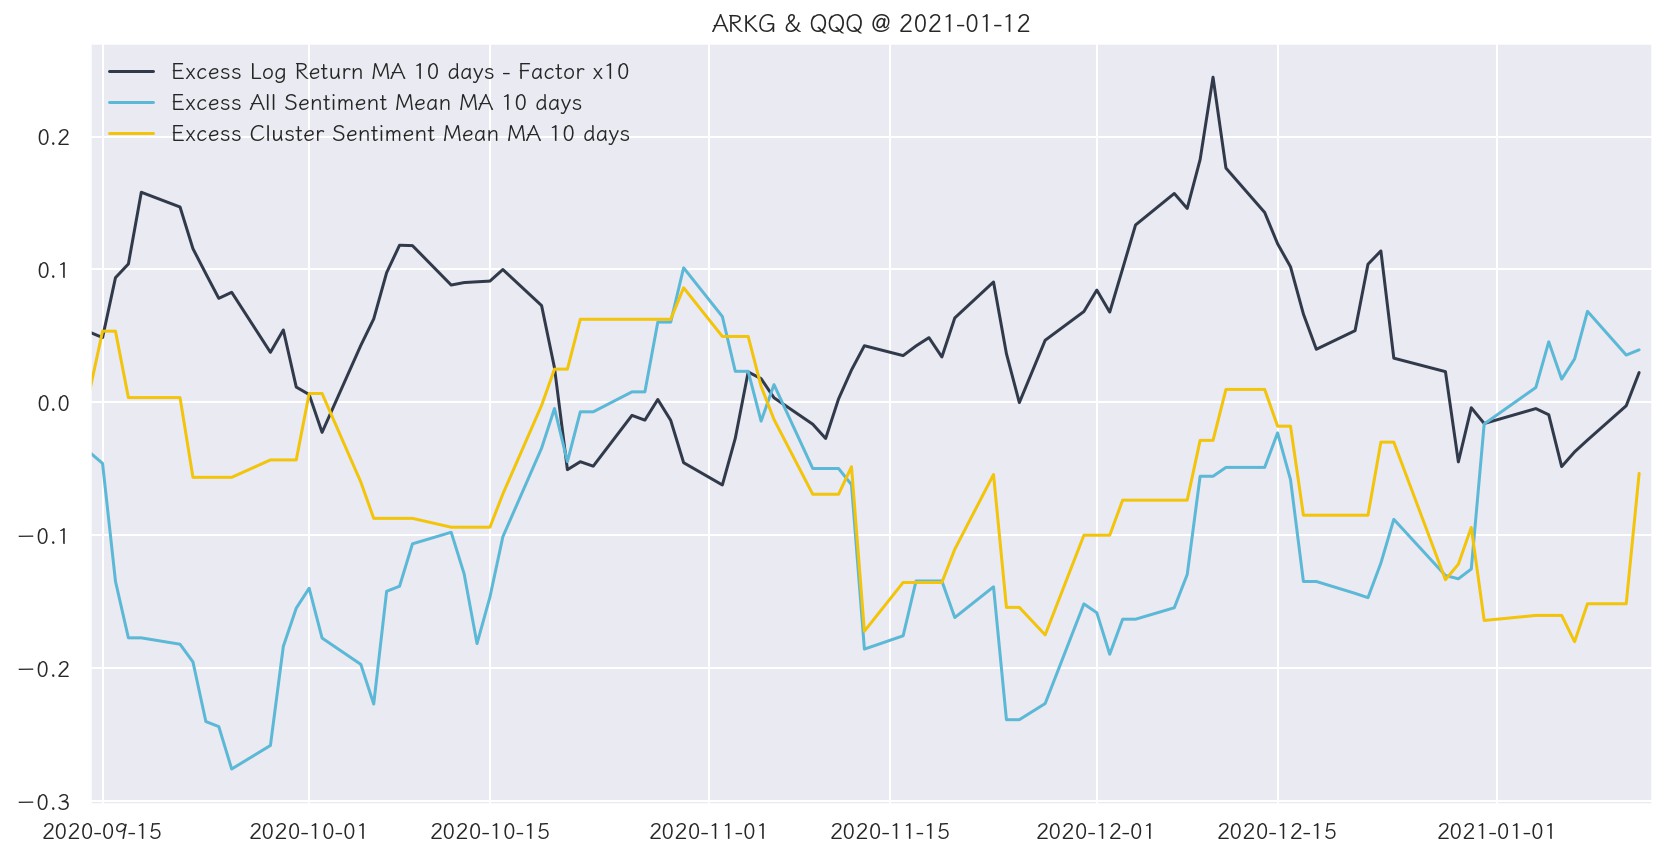 ARKG & QQQ @ 2021-01-12
Excess Log Return MA 10 days - Factor x10
Excess All Sentiment Mean MA 10 days
Excess Cluster Sentiment Mean MA 10 days
0.2
0.1
0.0
−0.1
−0.2
−0.3
2020-09-15 2020-10-01 2020-10-15 2020-11-01 2020-11-15 2020-12-01 2020-12-15 2021-01-01